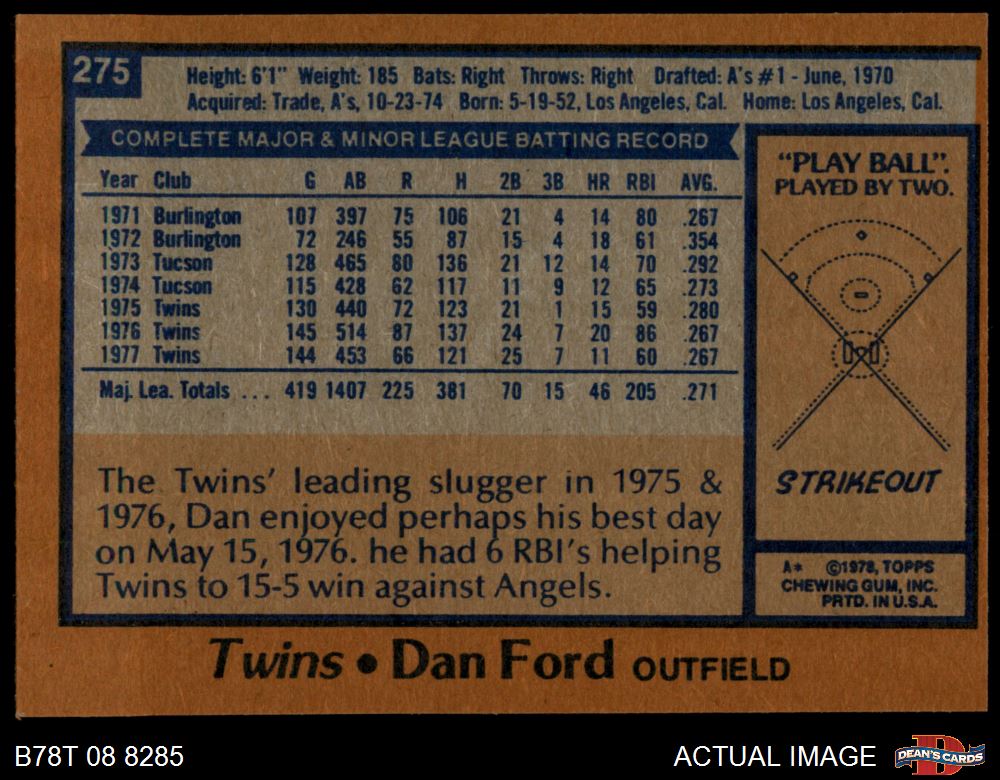 275
Height: 6'1" Weight: 185 Bats: Right Throws: Right Drafted: A's #1 - June, 1970
Acquired: Trade, A's, 10-23-74 Born: 5-19-52, Los Angeles, Cal. Home: Los Angeles, Cal.
COMPLETE MAJOR & MINOR LEAGUE BATTING RECORD
Year Club G AB R H 2B 3B HR RBI AVG.
1971 Burlington 107 397 75 106 21 4 14 80 .267
1972 Burlington 72 246 55 87 15 4 18 61 .354
1973 Tucson 128 465 80 136 21 12 14 70 .292
1974 Tucson 115 428 62 117 11 9 12 65 .273
1975 Twins 130 440 72 123 21 1 15 59 .280
1976 Twins 145 514 87 137 24 7 20 86 .267
1977 Twins 144 453 66 121 25 7 11 60 .267
Maj. Lea. Totals ... 419 1407 225 381 70 15 46 205 .271
The Twins' leading slugger in 1975 &
1976, Dan enjoyed perhaps his best day
on May 15, 1976. he had 6 RBI's helping
Twins to 15-5 win against Angels.
"PLAY BALL".
PLAYED BY TWO.
STRIKEOUT
A* ©1978, TOPPS
CHEWING GUM, INC.
PRTD. IN U.S.A.
Twins • Dan Ford OUTFIELD
B78T 08 8285
ACTUAL IMAGE
D
DEAN'S CARDS